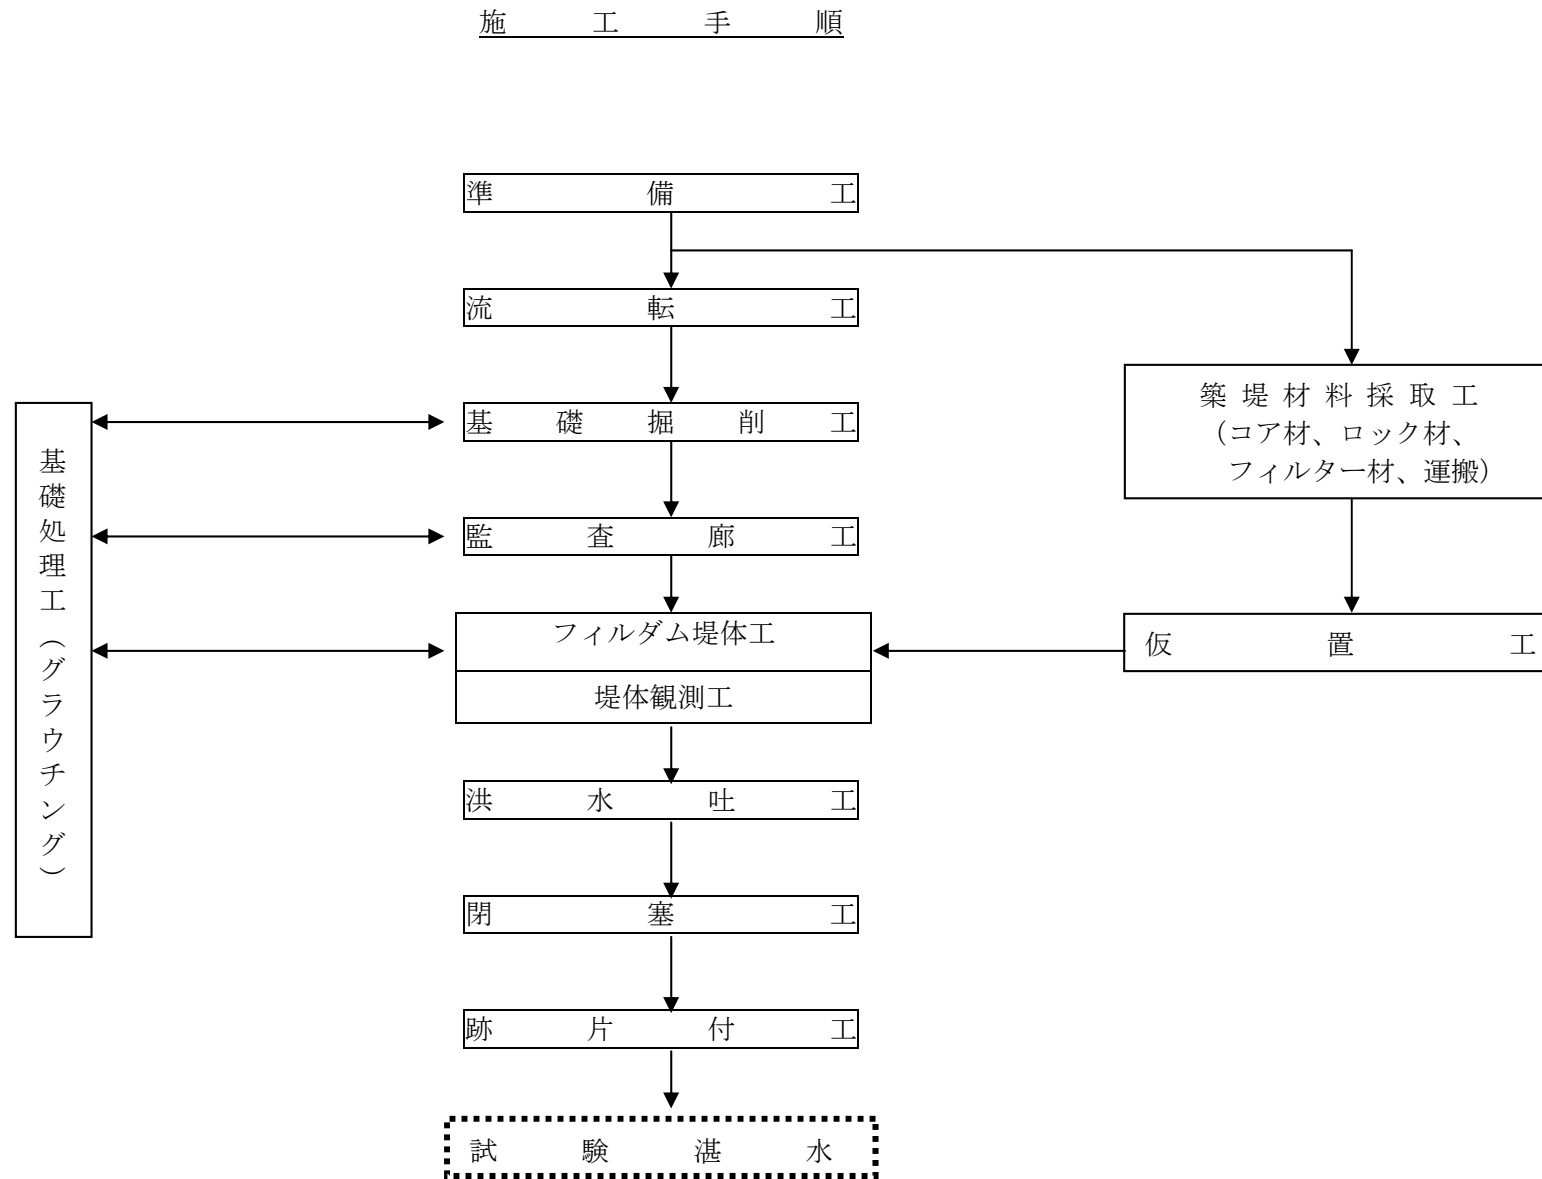 施工手順
準備工
流転工
基礎掘削工
監査廊工
フィルダム堤体工
堤体観測工
洪水吐工
閉塞工
跡片付工
試験湛水
基礎処理工（グラウチング）
築堤材料採取工
（コア材、ロック材、
フィルター材、運搬）
仮置工